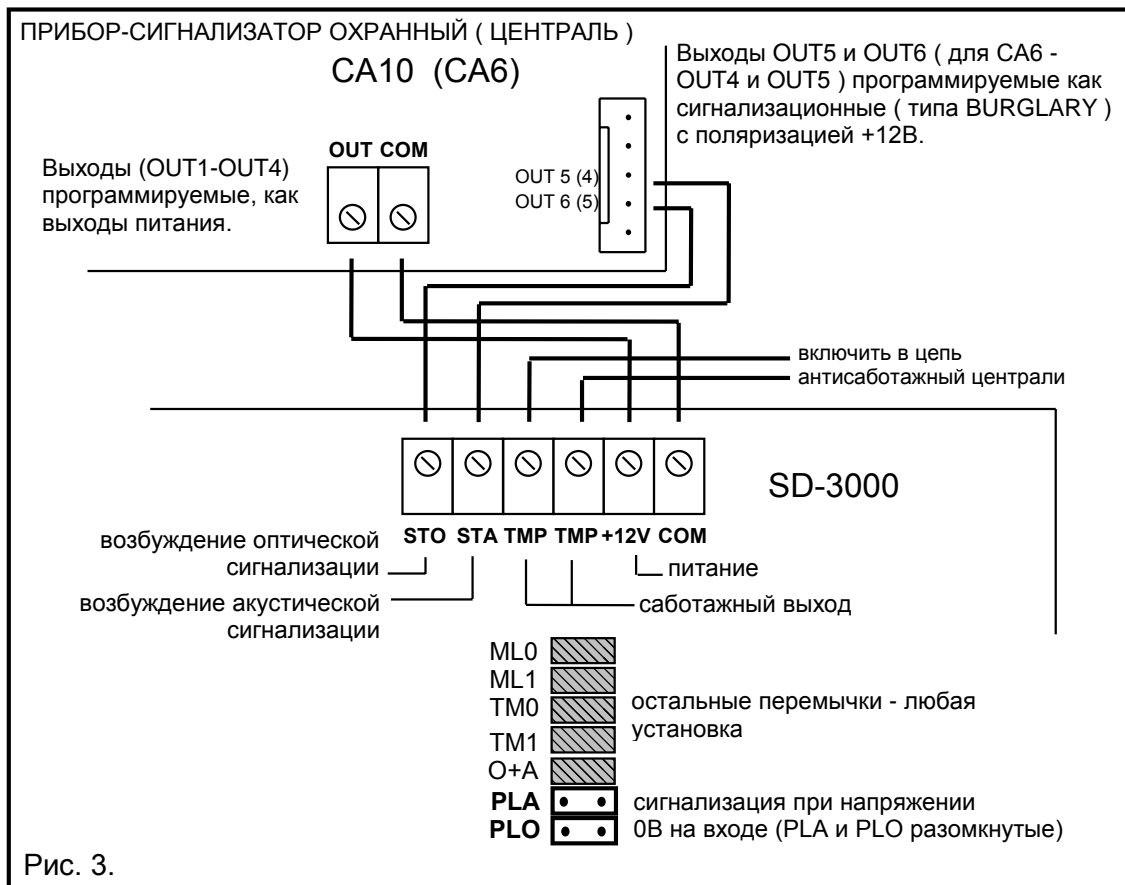 ПРИБОР-СИГНАЛИЗАТОР ОХРАННЫЙ ( ЦЕНТРАЛЬ )
CA10 (CA6)
Выходы OUT5 и OUT6 ( для CA6 -
OUT4 и OUT5 ) программируемые как
сигнализационные ( типа BURGLARY )
с поляризацией +12В.
Выходы (OUT1-OUT4)
программируемые, как
выходы питания.
OUT COM
OUT 5 (4)
OUT 6 (5)
включить в цепь
антисаботажный централи
SD-3000
STO STA TMP TMP +12V COM
возбуждение оптической
сигнализации
возбуждение акустической
сигнализации
питание
саботажный выход
ML0
ML1
TM0
TM1
O+A
PLA
PLO
остальные перемычки - любая
установка
сигнализация при напряжении
0В на входе (PLA и PLO разомкнутые)
Рис. 3.